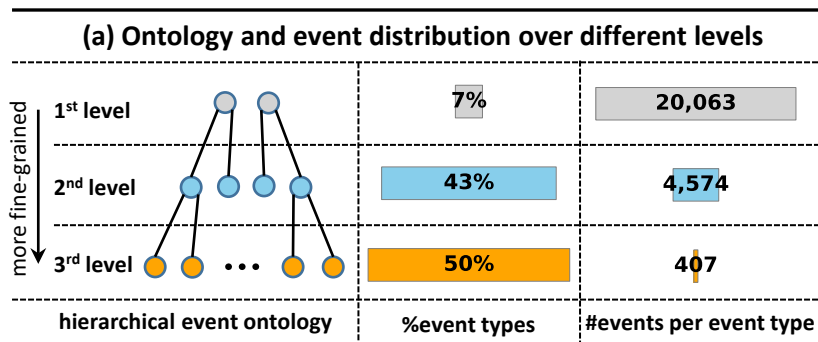 (a) Ontology and event distribution over different levels
more fine-grained
1st level
7%
20,063
2nd level
43%
4,574
3rd level
...
50%
407
hierarchical event ontology
%event types
#events per event type